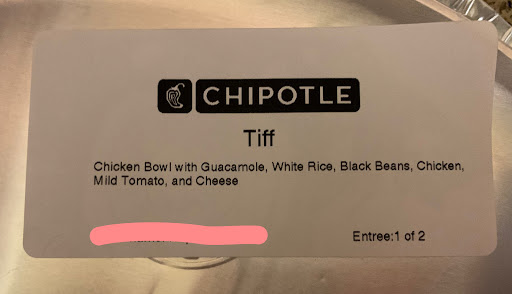 CHIPOTLE
Tiff
Chicken Bowl with Guacamole, White Rice, Black Beans, Chicken,
Mild Tomato, and Cheese
Entree:1 of 2